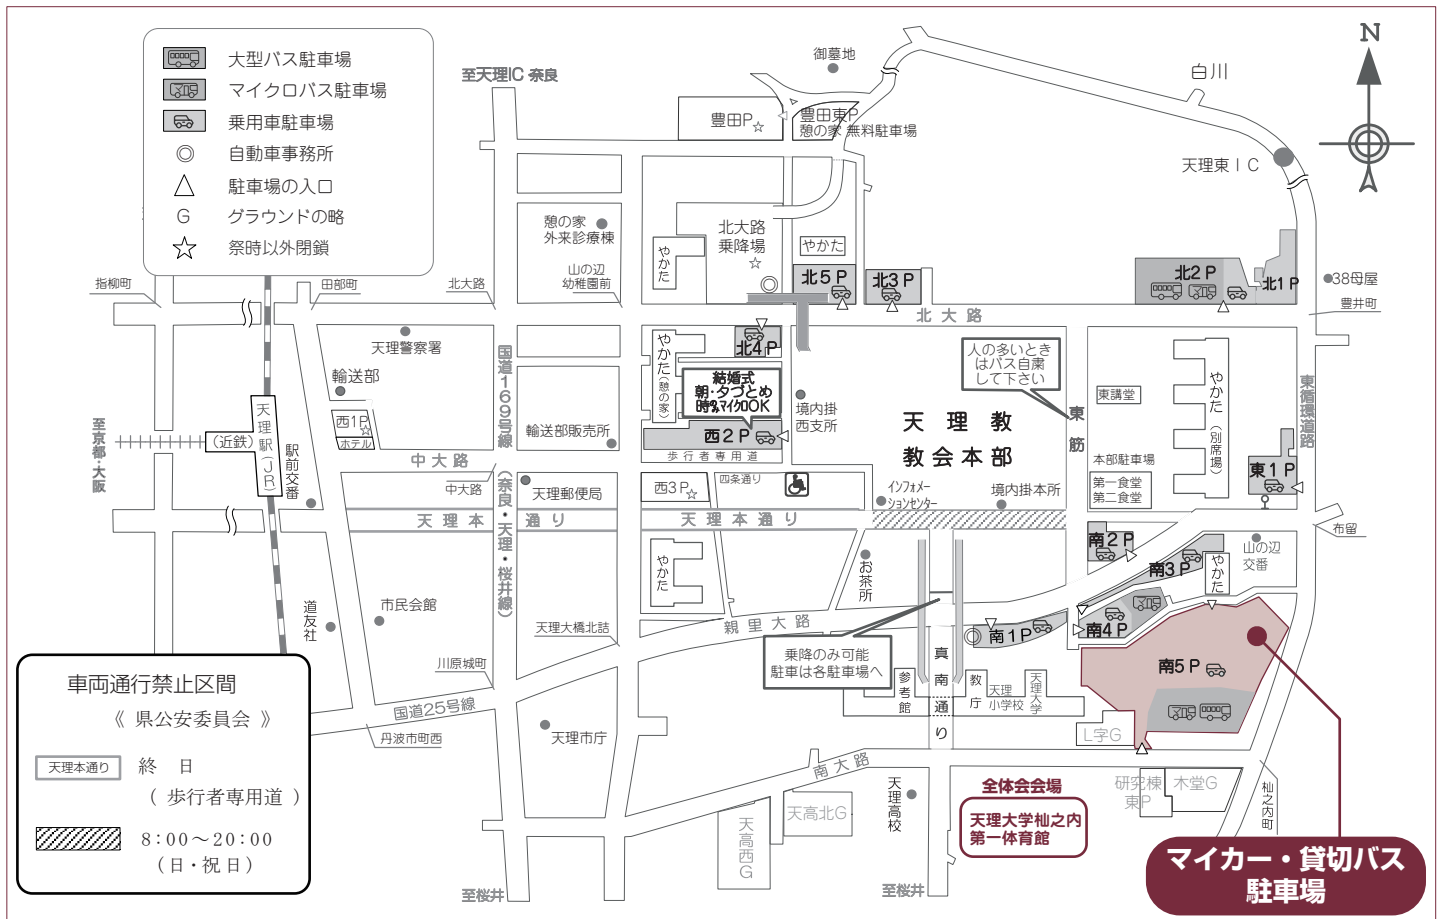 大型バス駐車場
マイクロバス駐車場
乗用車駐車場
自動車事務所
駐車場の入口
G グラウンドの略
祭時以外閉鎖
至天理IC 奈良
御墓地
白川
N
豊田P☆
豊田東P
憩の家 無料駐車場
天理東IC
憩の家
外来診療棟
北大路
乗降場
☆
やかた
やかた
山の辺
幼稚園前
指柳町
田部町
北大路
北5P
北3P
北2P
北1P
38母屋
豊井町
北大路
天理警察署
国道169号線
(奈良・天理・桜井線)
やかた
(憩の家)
北4P
結婚式
朝・夕づとめ
時のみマイクロOK
人の多いとき
はバス自粛
して下さい
輸送部
西1P
☆
ホテル
天理駅(JR)
(近鉄)
駅前交番
至京都・大阪
輸送部販売所
西2P
歩行者専用道
境内掛
西支所
天理教
教会本部
東筋
東講堂
やかた
(別席場)
東循環道路
本部駐車場
第一食堂
第二食堂
東1P
中大路
中大路
天理郵便局
西3P☆
四条通り
インフォメー
ションセンター
境内掛本所
天理本通り
天理本通り
布留
やかた
お茶所
南2P
南3P
やかた
山の辺
交番
道友社
市民会館
天理大橋北詰
親里大路
南1P
南4P
南5P
乗降のみ可能
駐車は各駐車場へ
真南通り
川原城町
参考館
教庁
天理
小学校
天理大学
国道25号線
丹波市町西
天理市庁
L字G
南大路
車両通行禁止区間
《 県公安委員会 》
天理本通り
終 日
( 歩行者専用道 )
8:00〜20:00
(日・祝日)
天高西G
天高北G
天理高校
全体会会場
天理大学杣之内
第一体育館
研究棟
東P
木堂G
杣之内町
マイカー・貸切バス
駐車場
至桜井
至桜井